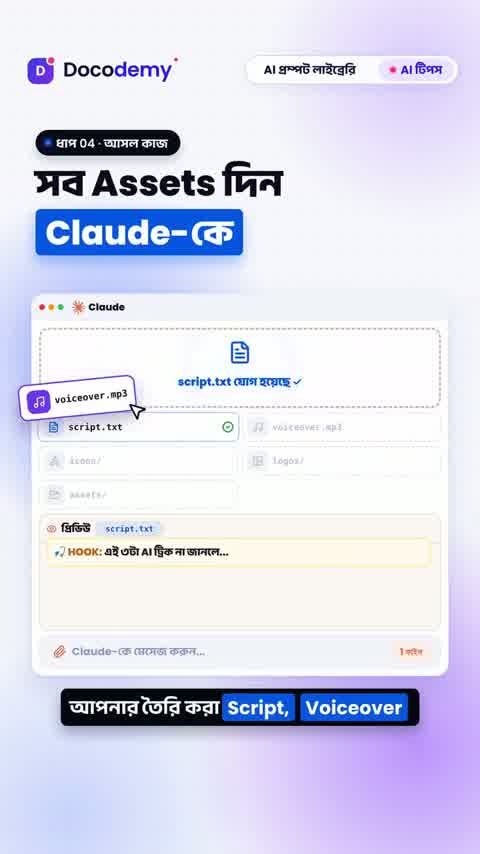 D Docodemy
AI প্রম্পট লাইব্রেরি
AI টিপস
ধাপ 04 - আসল কাজ
সব Assets দিন
Claude-কে
Claude
script.txt যোগ হয়েছে ✓
voiceover.mp3
script.txt
voiceover.mp3
icons/
logos/
assets/
প্রিভিউ script.txt
HOOK: এই ৩টা AI ট্রিক না জানলে...
Claude-কে মেসেজ করুন...
1 ফাইল
আপনার তৈরি করা Script, Voiceover